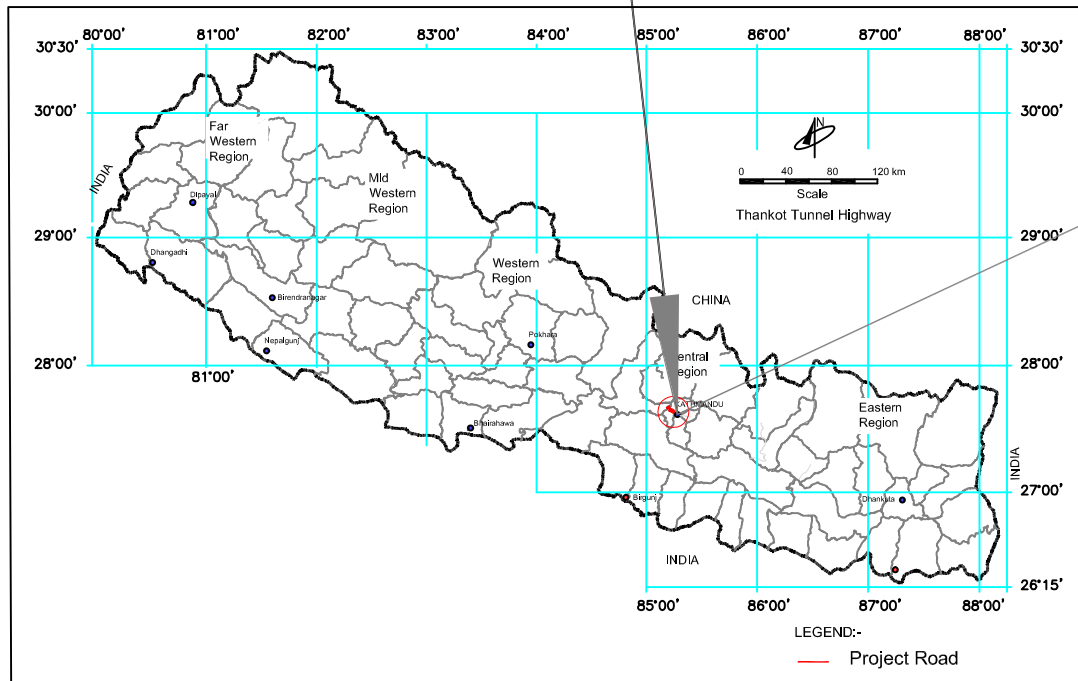 80°00' 81°00' 82°00' 83°00' 84°00' 85°00' 86°00' 87°00' 88°00'
30°30' 30°30'
30°00' 30°00'
Far
Western
Region
N
0 40 80 120 km
Scale
Thankot Tunnel Highway
INDIA
Mid
Western
Region
Dipayal
29°00' 29°00'
Dhangadhi
Western
Region
Birendranagar
CHINA
Nepalgunj
Pokhara
28°00' 28°00'
81°00'
entral
egion
KATHMANDU
Eastern
Region
Bhairahawa
INDIA
27°00'
Birgunj
Dhankuta
INDIA
26°15'
85°00' 86°00' 87°00' 88°00'
LEGEND:-
Project Road